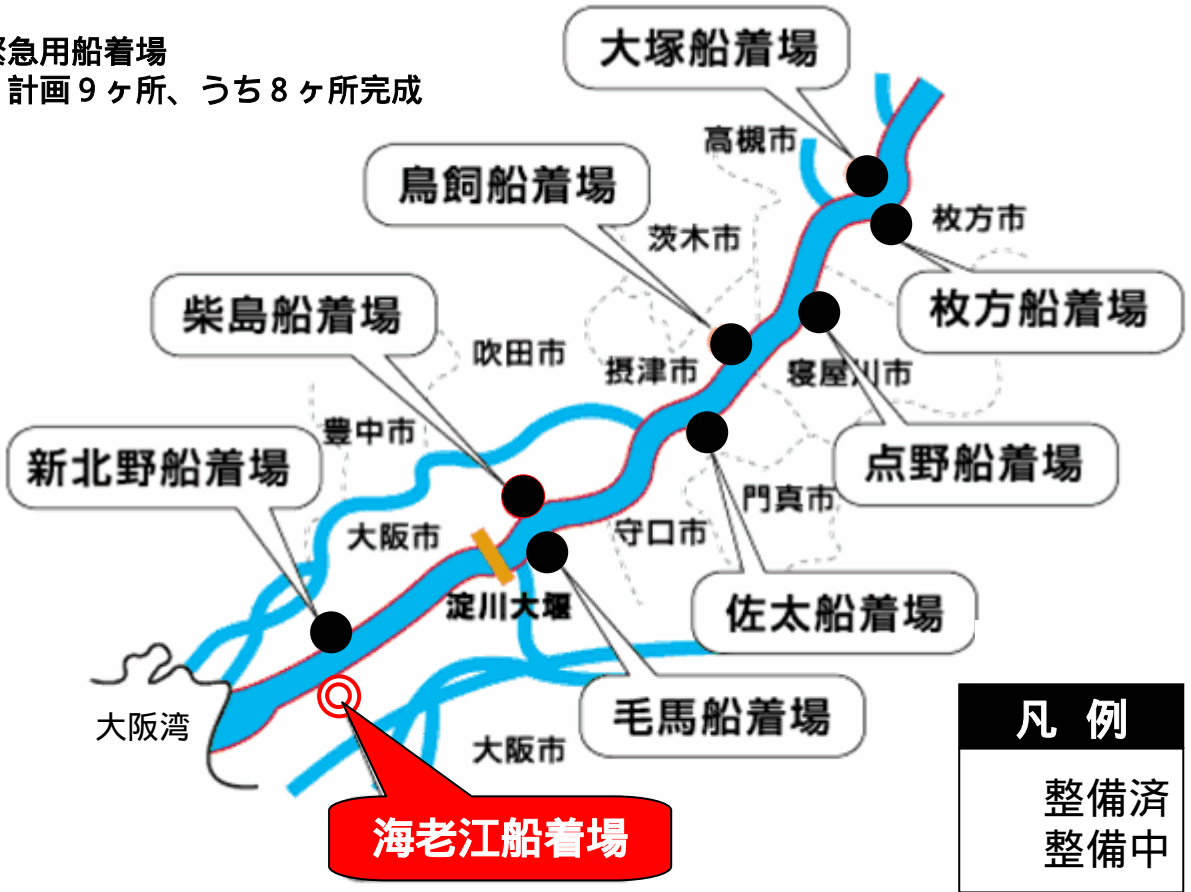 緊急用船着場
計画9ヶ所、うち8ヶ所完成
大塚船着場
高槻市
鳥飼船着場
茨木市
枚方市
枚方船着場
柴島船着場
吹田市
摂津市
寝屋川市
豊中市
新北野船着場
点野船着場
門真市
大阪市
守口市
淀川大堰
佐太船着場
毛馬船着場
大阪湾
大阪市
海老江船着場
凡 例
整備済
整備中